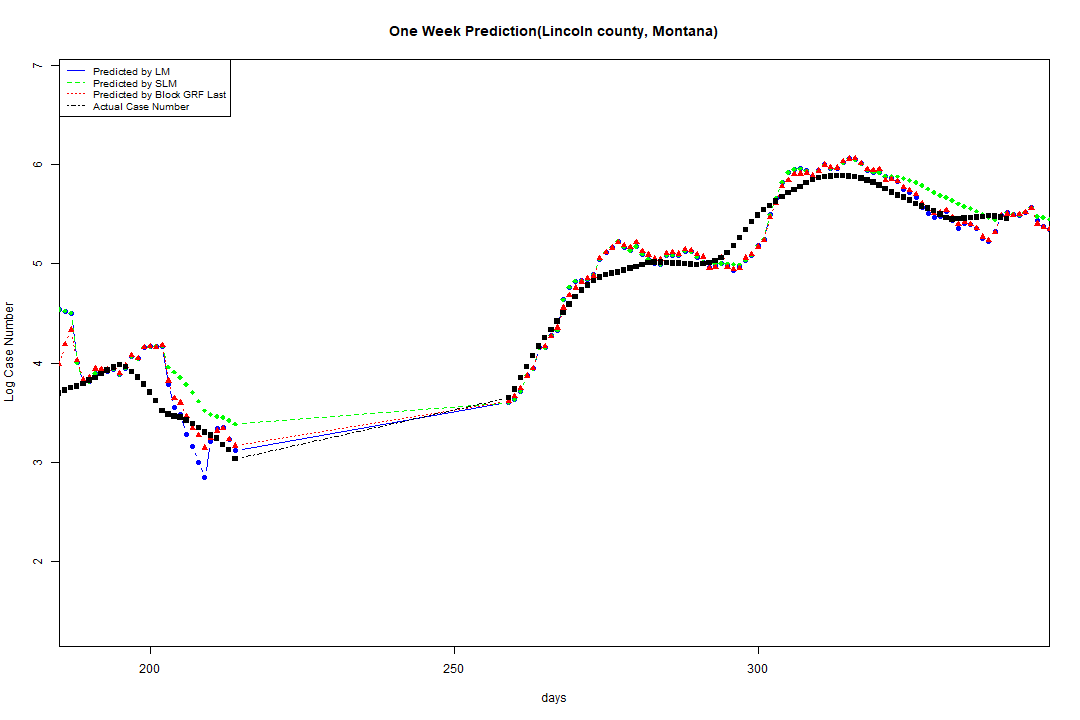 One Week Prediction(Lincoln county, Montana)
Predicted by LM
Predicted by SLM
Predicted by Block GRF Last
Actual Case Number
7
6
5
4
3
2
Log Case Number
200
250
300
days